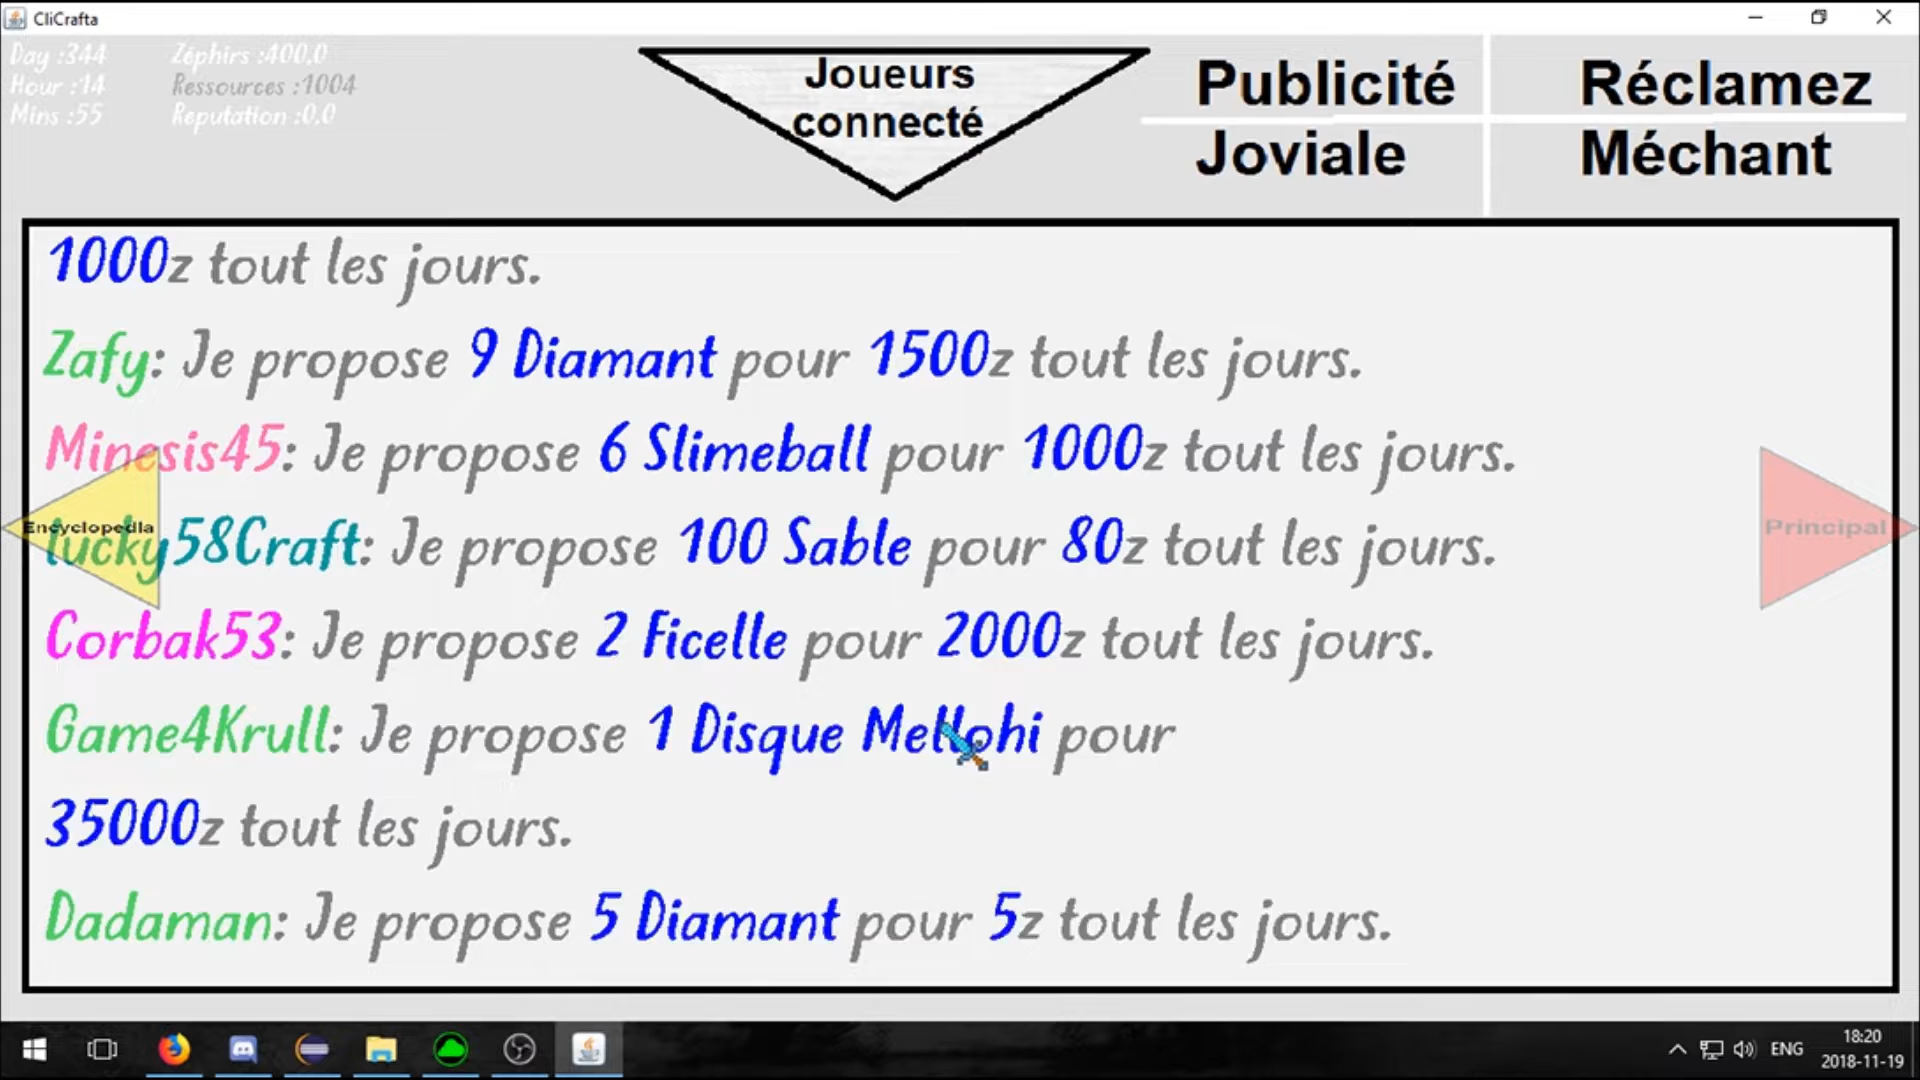 CliCrafta
Day :344
Zéphirs :400.0
Hour :14
Ressources :1004
Mins :55
Reputation :0.0
Joueurs
connecté
Publicité
Joviale
Réclamez
Méchant
1000z tout les jours.
Zafy: Je propose 9 Diamant pour 1500z tout les jours.
Minesis45: Je propose 6 Slimeball pour 1000z tout les jours.
Encyclopedia
lucky58Craft: Je propose 100 Sable pour 80z tout les jours.
Principal
Corbak53: Je propose 2 Ficelle pour 2000z tout les jours.
Game4Krull: Je propose 1 Disque Mellohi pour
35000z tout les jours.
Dadaman: Je propose 5 Diamant pour 5z tout les jours.
ENG
18:20
2018-11-19